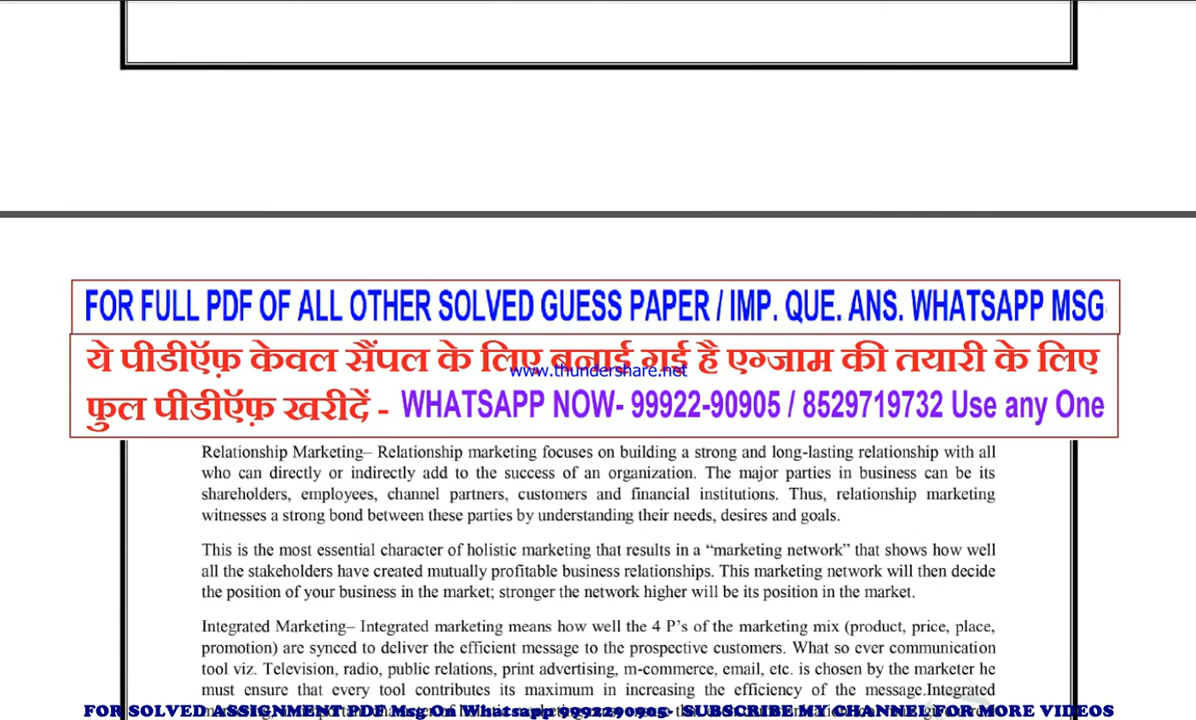 FOR FULL PDF OF ALL OTHER SOLVED GUESS PAPER / IMP. QUE. ANS. WHATSAPP MSG
ये पीडीऍफ़ केवल सैंपल के लिए बनाई गई है एग्जाम की तयारी के लिए
www.thundershare.net
फुल पीडीऍफ़ खरीदें - WHATSAPP NOW- 99922-90905 / 8529719732 Use any One
Relationship Marketing– Relationship marketing focuses on building a strong and long-lasting relationship with all
who can directly or indirectly add to the success of an organization. The major parties in business can be its
shareholders, employees, channel partners, customers and financial institutions. Thus, relationship marketing
witnesses a strong bond between these parties by understanding their needs, desires and goals.
This is the most essential character of holistic marketing that results in a “marketing network” that shows how well
all the stakeholders have created mutually profitable business relationships. This marketing network will then decide
the position of your business in the market; stronger the network higher will be its position in the market.
Integrated Marketing– Integrated marketing means how well the 4 P’s of the marketing mix (product, price, place,
promotion) are synced to deliver the efficient message to the prospective customers. What so ever communication
tool viz. Television, radio, public relations, print advertising, m-commerce, email, etc. is chosen by the marketer he
must ensure that every tool contributes its maximum in increasing the efficiency of the message.Integrated
FOR SOLVED ASSIGNMENT PDF Msg On Whatsapp 9992290905- SUBSCRIBE MY CHANNEL FOR MORE VIDEOS